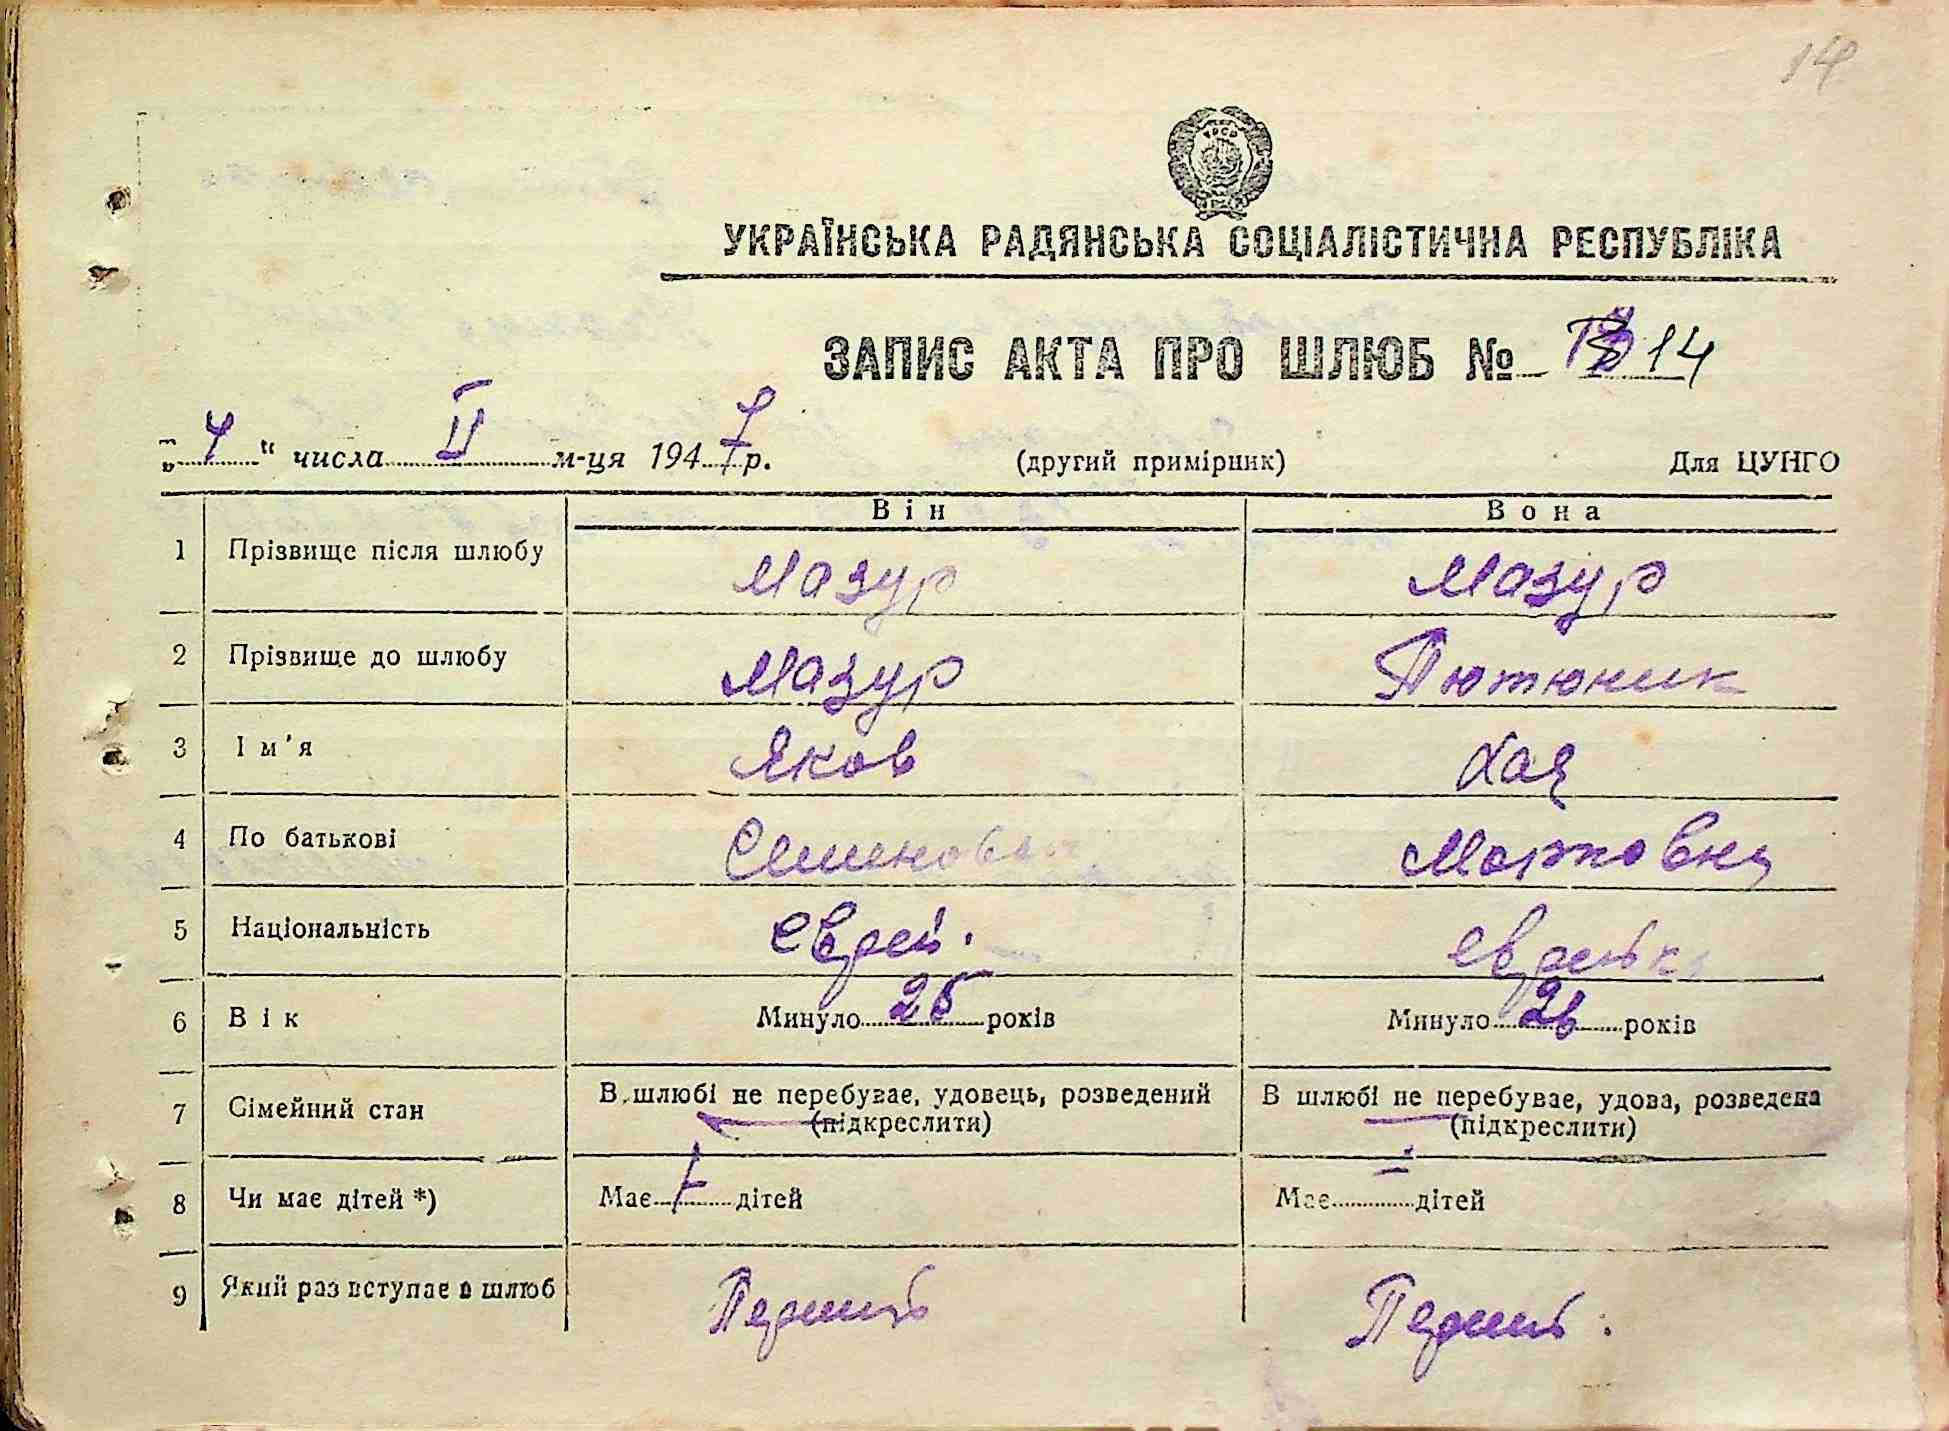 14
УРСР
УКРАЇНСЬКА РАДЯНСЬКА СОЦІАЛІСТИЧНА РЕСПУБЛІКА
ЗАПИС АКТА ПРО ШЛЮБ № 14
„4“ числа II м-ця 1947р. (другий примірник) Для ЦУНГО
Він Вона
1 Прізвище після шлюбу Мазур Мазур
2 Прізвище до шлюбу Мазур Тютюник
3 Ім'я Яков Хая
4 По батькові Семенович Мортковна
5 Національність еврей. еврейка
6 Вік Минуло 25 років Минуло 26 років
7 Сімейний стан В шлюбі не перебуває, удовець, розведений В шлюбі не перебуває, удова, розведена
(підкреслити) (підкреслити)
8 Чи має дітей *) Має дітей Має дітей
9 Який раз вступає в шлюб Перший Перший.